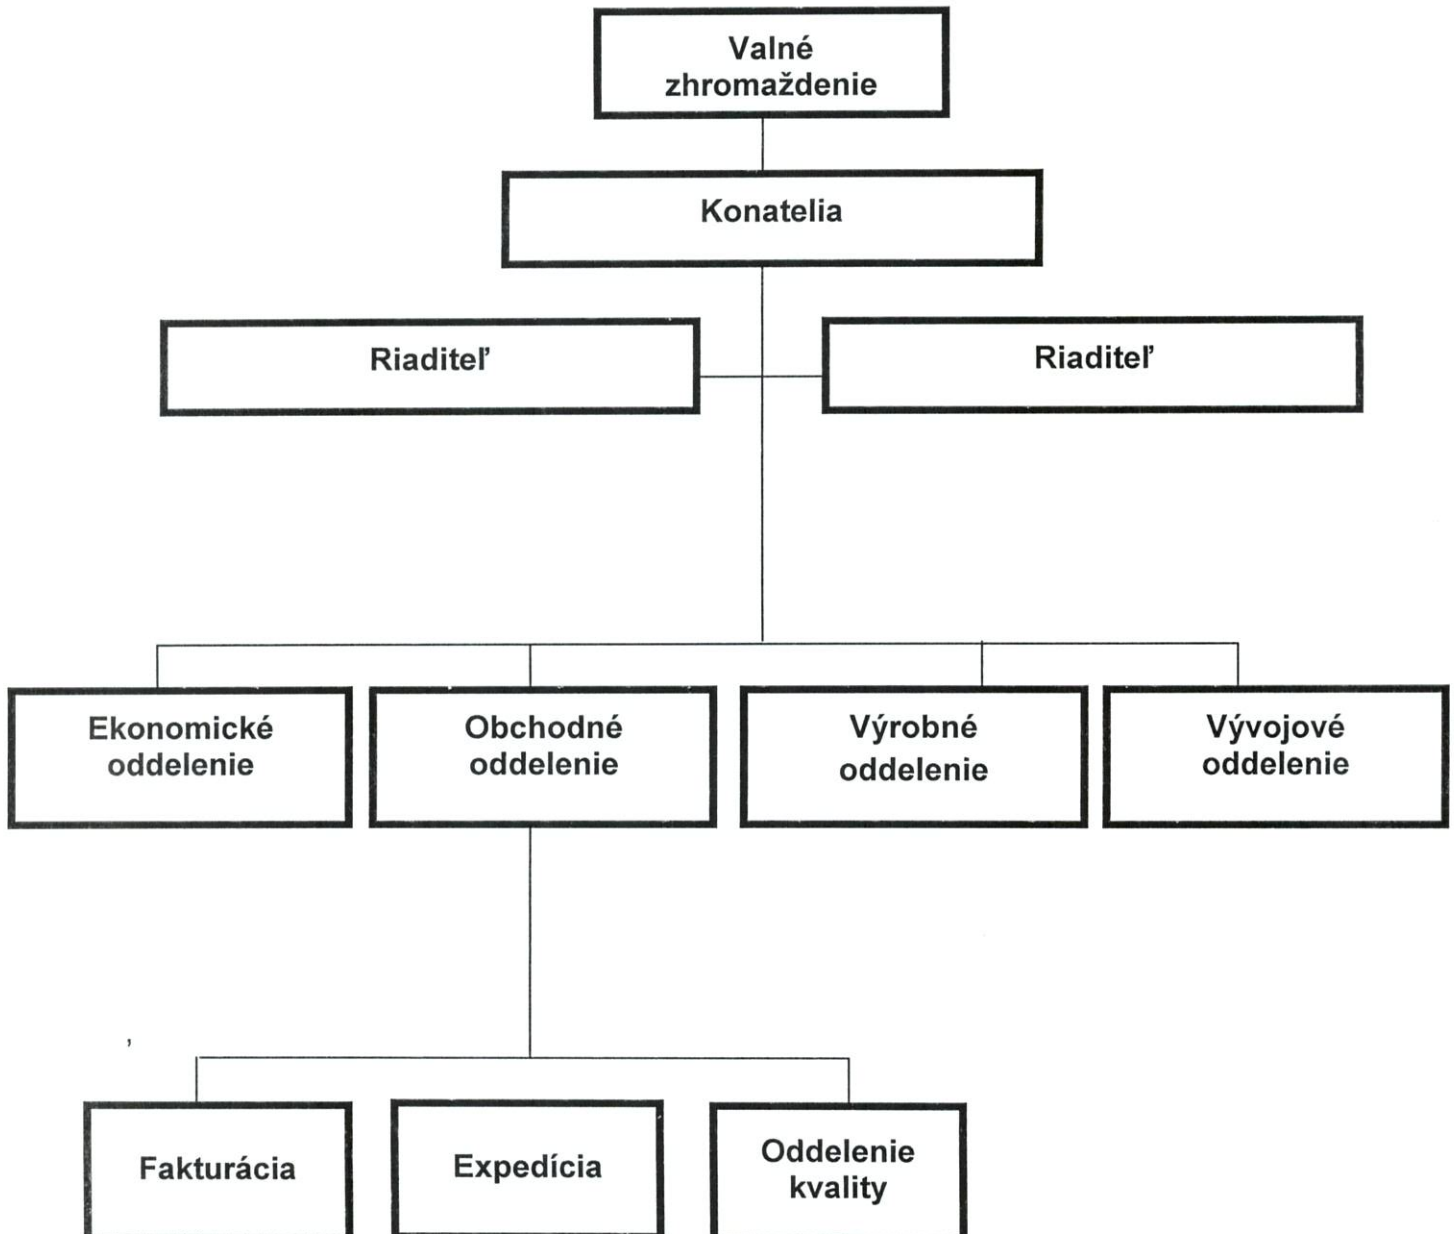 Valné
zhromaždenie
Konatelia
Riaditeľ
Riaditeľ
Ekonomické
oddelenie
Obchodné
oddelenie
Výrobné
oddelenie
Vývojové
oddelenie
Fakturácia
Expedícia
Oddelenie
kvality